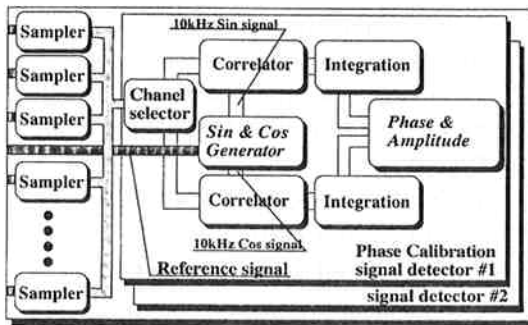 Sampler
Sampler
Sampler
Sampler
Sampler
10kHz Sin signal
Chanel
selector
Correlator
Integration
Sin & Cos
Generator
Phase &
Amplitude
Correlator
Integration
10kHz Cos signal
Reference signal
Phase Calibration
signal detector #1
signal detector #2